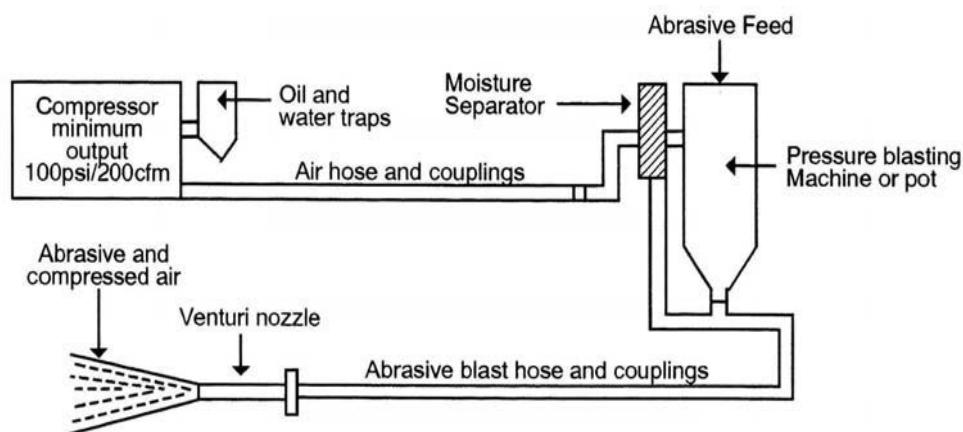 Abrasive Feed
Moisture
Separator
Compressor
minimum
output
100psi/200cfm
Oil and
water traps
Air hose and couplings
Pressure blasting
Machine or pot
Abrasive and
compressed air
Venturi nozzle
Abrasive blast hose and couplings